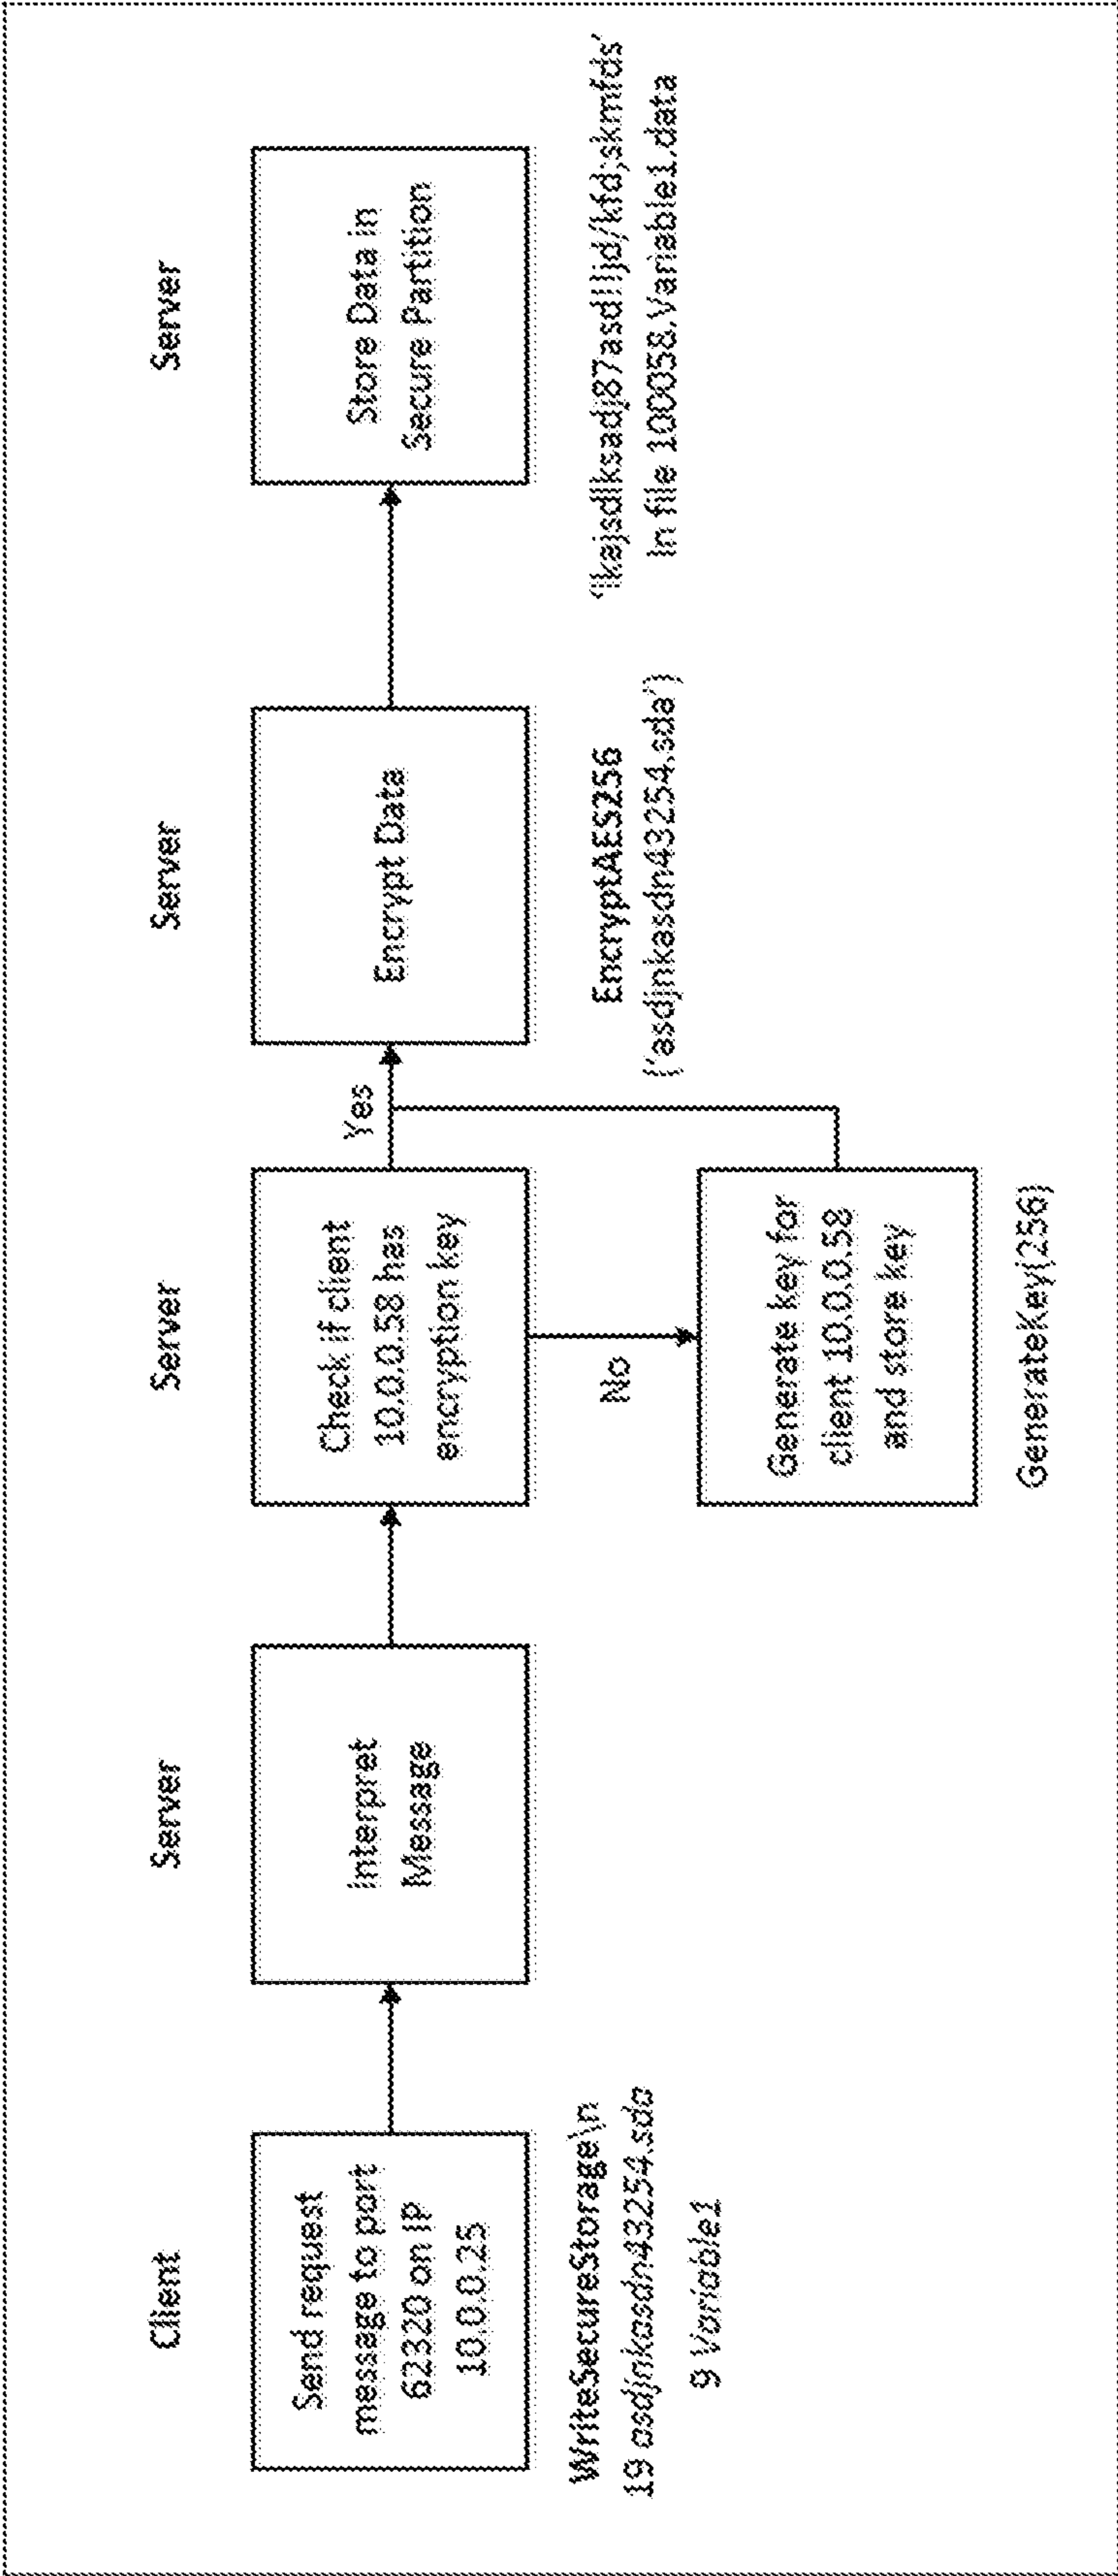 Client
Send request
message to port
62320 on IP
10.0.0.25
WriteSecureStorage\n
19 asdjnkasdn43254.sda
9 Variable1
Server
Interpret
Message
Server
Check if client
10.0.0.58 has
encryption key
Yes
No
Generate key for
client 10.0.0.58
and store key
GenerateKey(256)
Server
Encrypt Data
EncryptAES256
('asdjnkasdn43254.sda')
Server
Store Data in
Secure Partition
In file 100058.Variable1.data